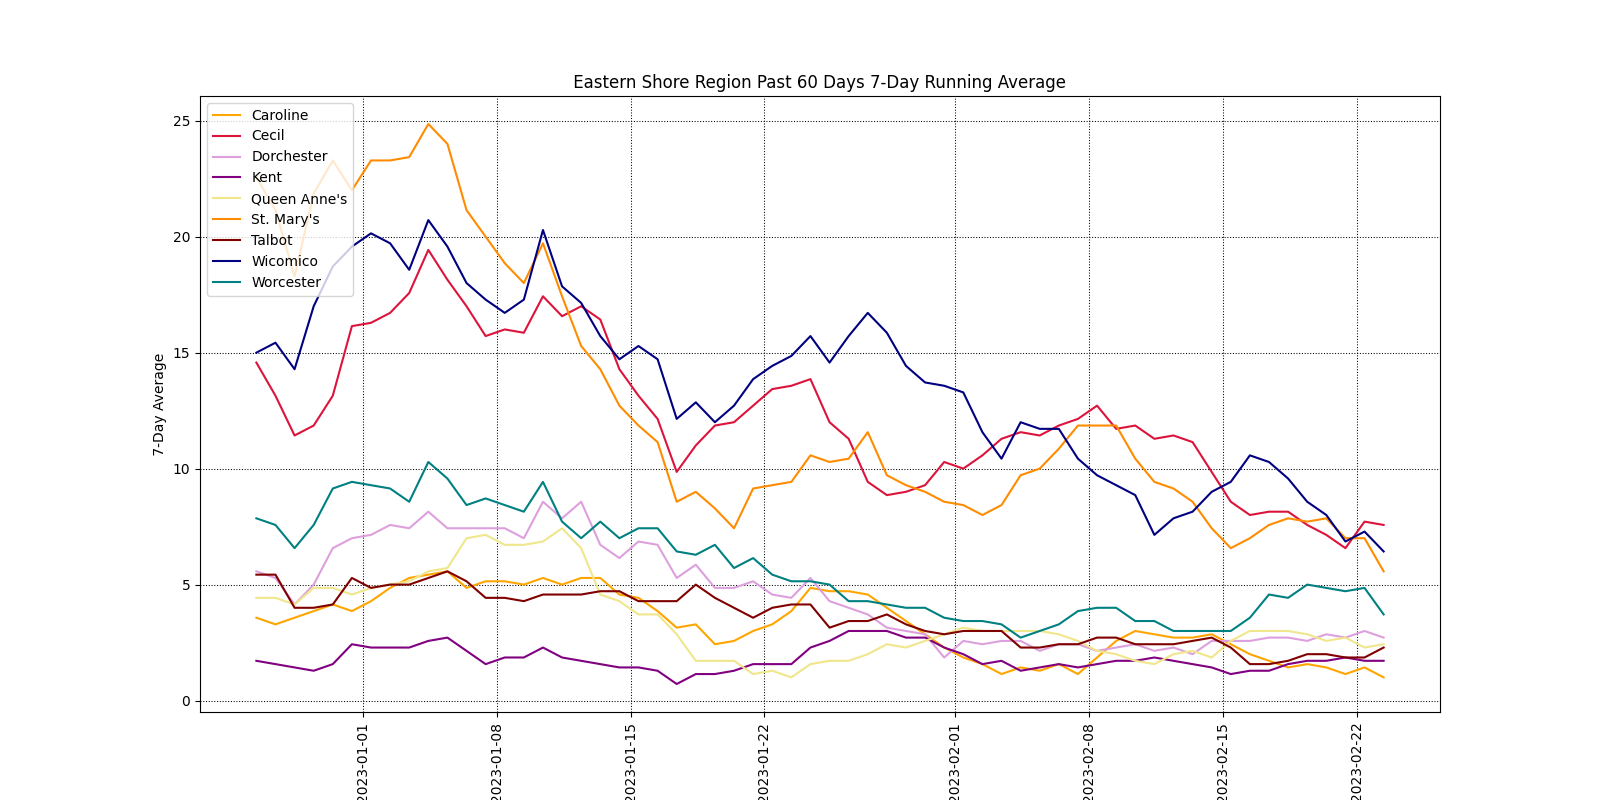 Eastern Shore Region Past 60 Days 7-Day Running Average
Caroline
Cecil
Dorchester
Kent
Queen Anne's
St. Mary's
Talbot
Wicomico
Worcester
7-Day Average
25
20
15
10
5
0
2023-01-01
2023-01-08
2023-01-15
2023-01-22
2023-02-01
2023-02-08
2023-02-15
2023-02-22